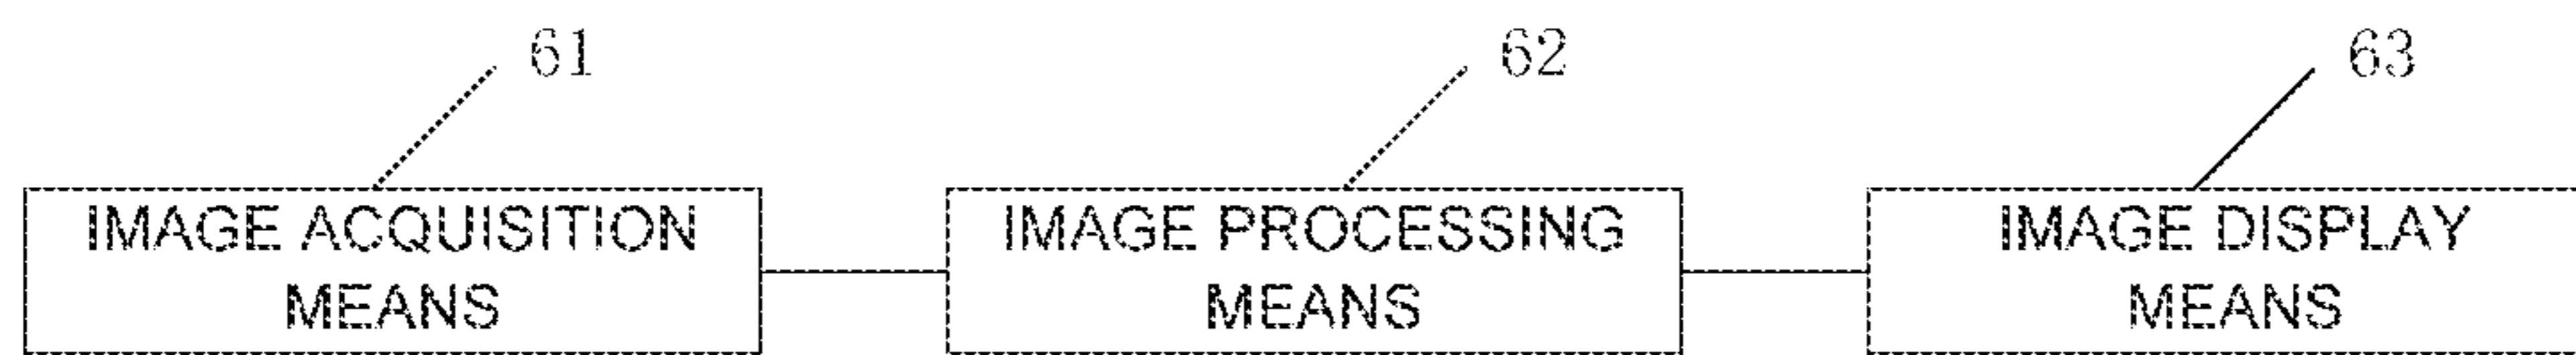 61
62
63
IMAGE ACQUISITION
MEANS
IMAGE PROCESSING
MEANS
IMAGE DISPLAY
MEANS